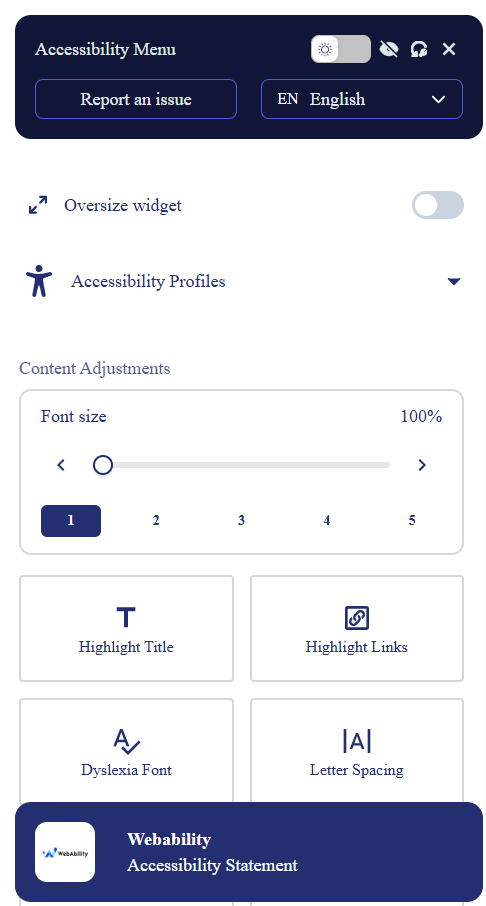 Accessibility Menu
Report an issue
EN English
Oversize widget
Accessibility Profiles
Content Adjustments
Font size 100%
1 2 3 4 5
Highlight Title
Highlight Links
Dyslexia Font
Letter Spacing
WebAbility
Webability
Accessibility Statement